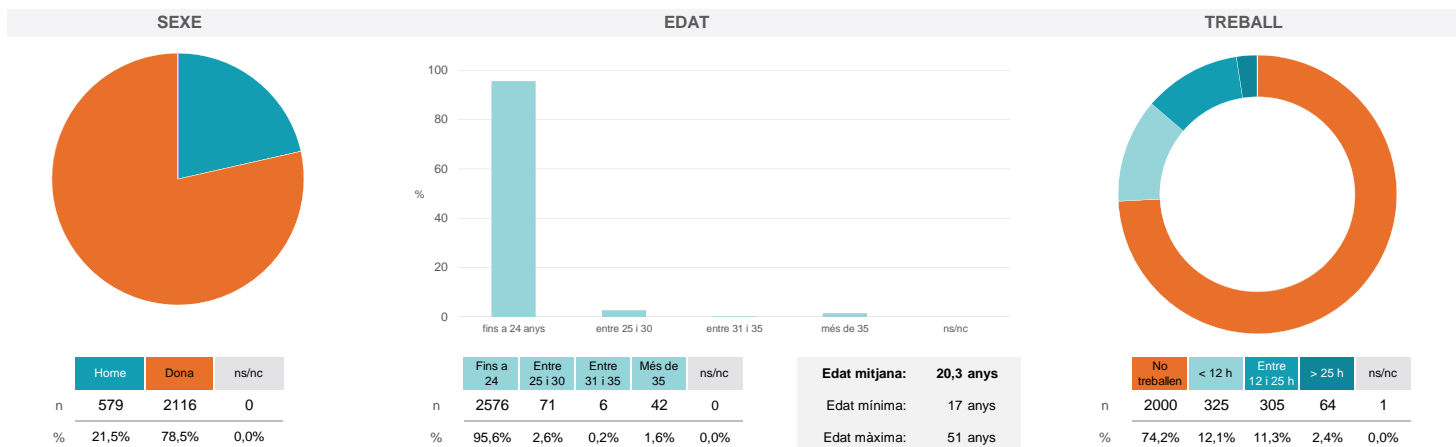 SEXE EDAT TREBALL
100
80
60
%
40
20
0
fins a 24 anys entre 25 i 30 entre 31 i 35 més de 35 ns/nc
Home Dona ns/nc
n 579 2116 0
% 21,5% 78,5% 0,0%
Fins a 24 Entre 25 i 30 Entre 31 i 35 Més de 35 ns/nc
n 2576 71 6 42 0
% 95,6% 2,6% 0,2% 1,6% 0,0%
Edat mitjana: 20,3 anys
Edat mínima: 17 anys
Edat màxima: 51 anys
No treballen < 12 h Entre 12 i 25 h > 25 h ns/nc
n 2000 325 305 64 1
% 74,2% 12,1% 11,3% 2,4% 0,0%